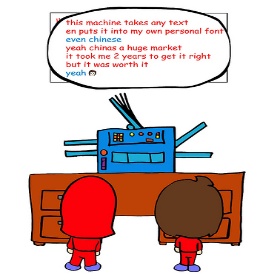 this machine takes any text
en puts it into my own personal font
even chinese
yeah chinas a huge market
it took me 2 years to get it right
but it was worth it
yeah